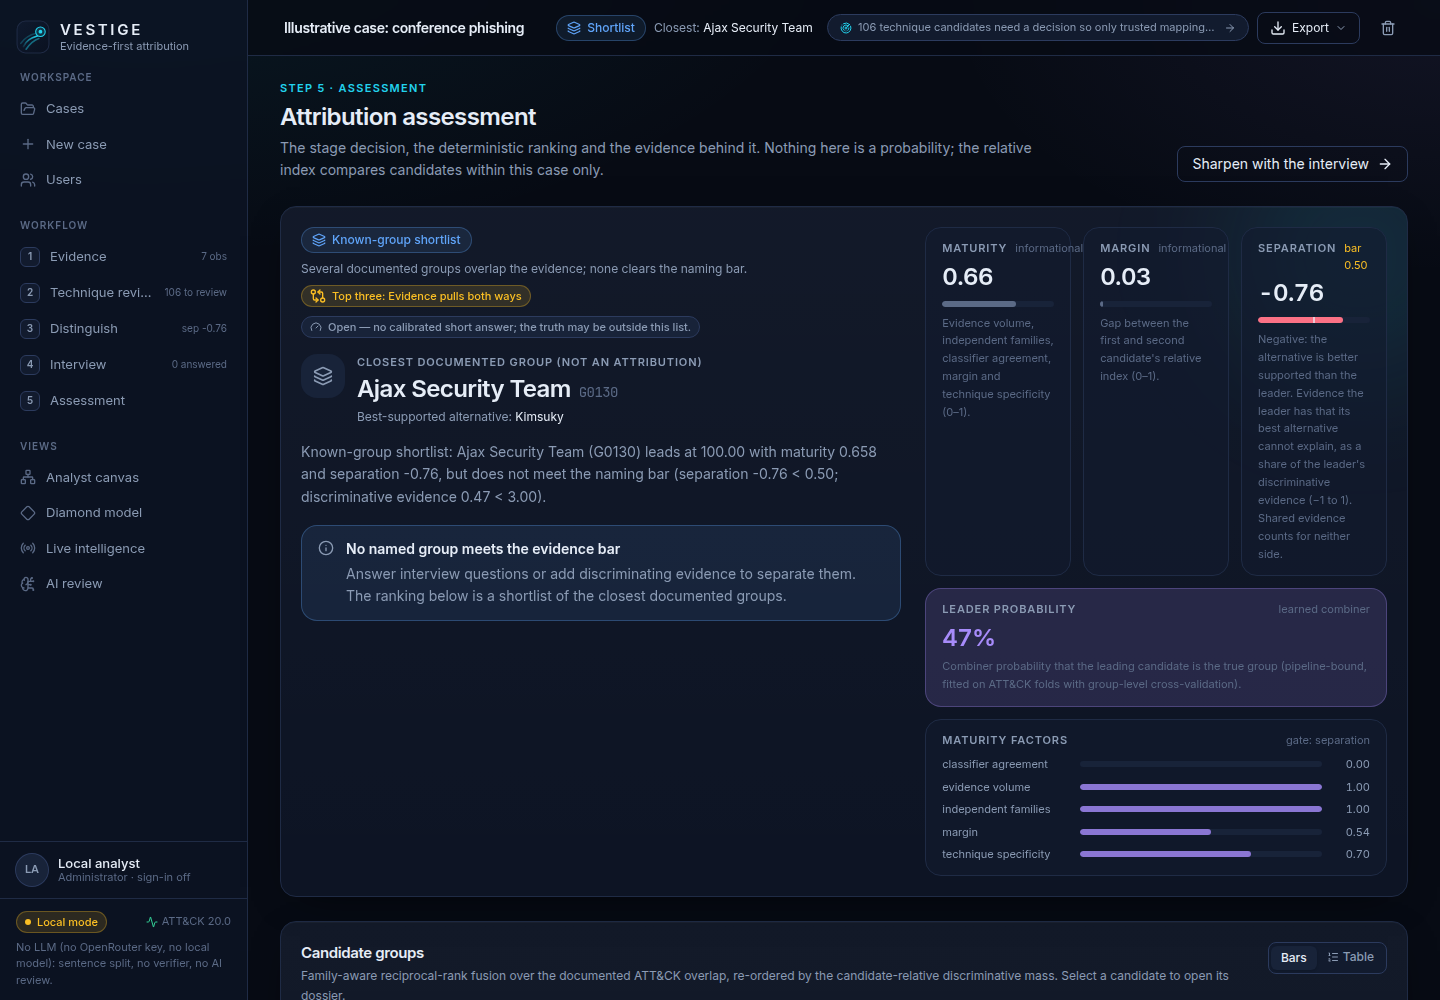 VESTIGE
Evidence-first attribution
WORKSPACE
Cases
New case
Users
WORKFLOW
1 Evidence 7 obs
2 Technique revi... 106 to review
3 Distinguish sep -0.76
4 Interview 0 answered
5 Assessment
VIEWS
Analyst canvas
Diamond model
Live intelligence
AI review
LA
Local analyst
Administrator · sign-in off
Local mode ATT&CK 20.0
No LLM (no OpenRouter key, no local
model): sentence split, no verifier, no AI
review.
Illustrative case: conference phishing Shortlist Closest: Ajax Security Team 106 technique candidates need a decision so only trusted mapping... Export
STEP 5 · ASSESSMENT
Attribution assessment
The stage decision, the deterministic ranking and the evidence behind it. Nothing here is a probability; the relative
index compares candidates within this case only.
Sharpen with the interview
Known-group shortlist
Several documented groups overlap the evidence; none clears the naming bar.
Top three: Evidence pulls both ways
Open — no calibrated short answer; the truth may be outside this list.
CLOSEST DOCUMENTED GROUP (NOT AN ATTRIBUTION)
Ajax Security Team G0130
Best-supported alternative: Kimsuky
Known-group shortlist: Ajax Security Team (G0130) leads at 100.00 with maturity 0.658
and separation -0.76, but does not meet the naming bar (separation -0.76 < 0.50;
discriminative evidence 0.47 < 3.00).
No named group meets the evidence bar
Answer interview questions or add discriminating evidence to separate them.
The ranking below is a shortlist of the closest documented groups.
MATURITY informational
0.66
Evidence volume,
independent families,
classifier agreement,
margin and
technique specificity
(0–1).
MARGIN informational
0.03
Gap between the
first and second
candidate's relative
index (0–1).
SEPARATION bar
0.50
-0.76
Negative: the
alternative is better
supported than the
leader. Evidence the
leader has that its
best alternative
cannot explain, as a
share of the leader's
discriminative
evidence (−1 to 1).
Shared evidence
counts for neither
side.
LEADER PROBABILITY learned combiner
47%
Combiner probability that the leading candidate is the true group (pipeline-bound,
fitted on ATT&CK folds with group-level cross-validation).
MATURITY FACTORS gate: separation
classifier agreement 0.00
evidence volume 1.00
independent families 1.00
margin 0.54
technique specificity 0.70
Candidate groups
Family-aware reciprocal-rank fusion over the documented ATT&CK overlap, re-ordered by the candidate-relative discriminative mass. Select a candidate to open its
dossier.
Bars Table